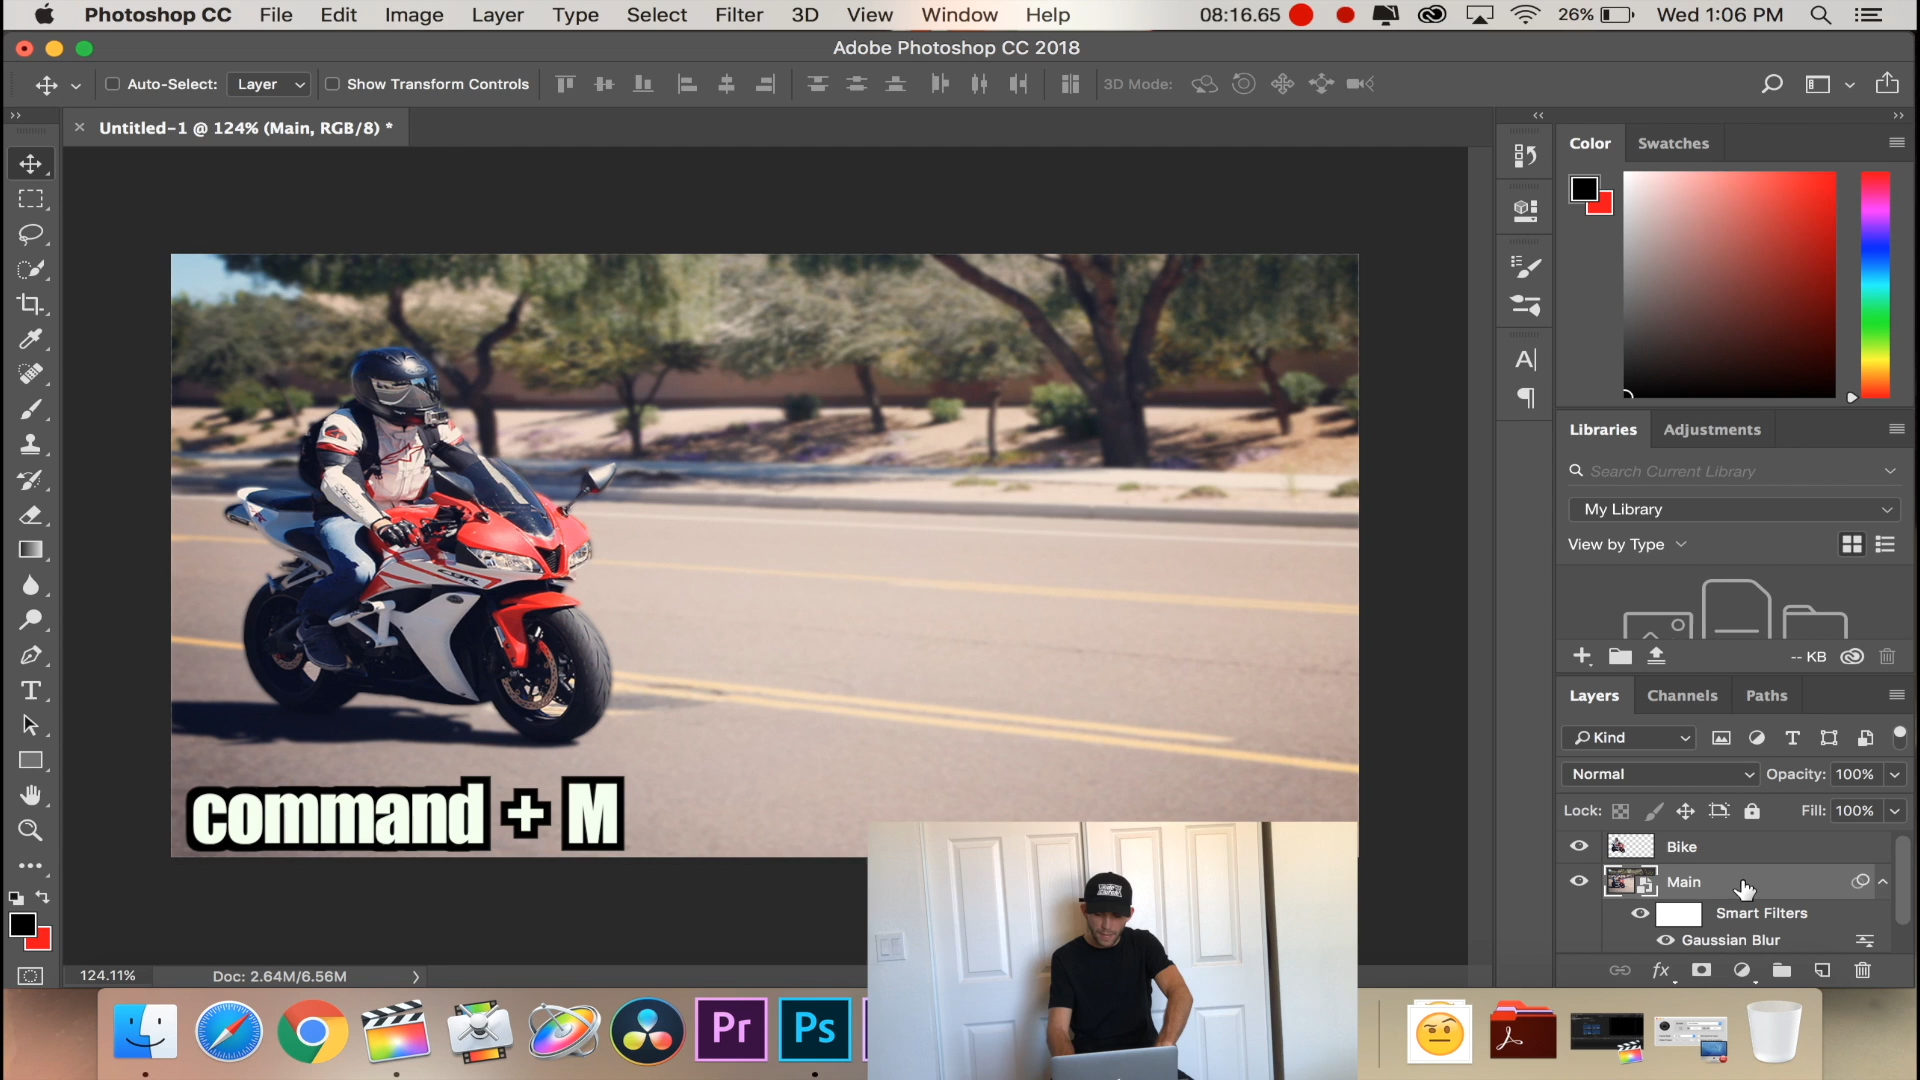 Photoshop CC File Edit Image Layer Type Select Filter 3D View Window Help 08:16.65 26% Wed 1:06 PM
Adobe Photoshop CC 2018
Auto-Select: Layer Show Transform Controls 3D Mode:
Untitled-1 @ 124% (Main, RGB/8) *
Color Swatches
Libraries Adjustments
Search Current Library
My Library
View by Type
-- KB
Layers Channels Paths
Kind
Normal Opacity: 100%
Lock: Fill: 100%
Bike
Main
Smart Filters
Gaussian Blur
fx
CBR
command + M
124.11% Doc: 2.64M/6.56M
Pr Ps